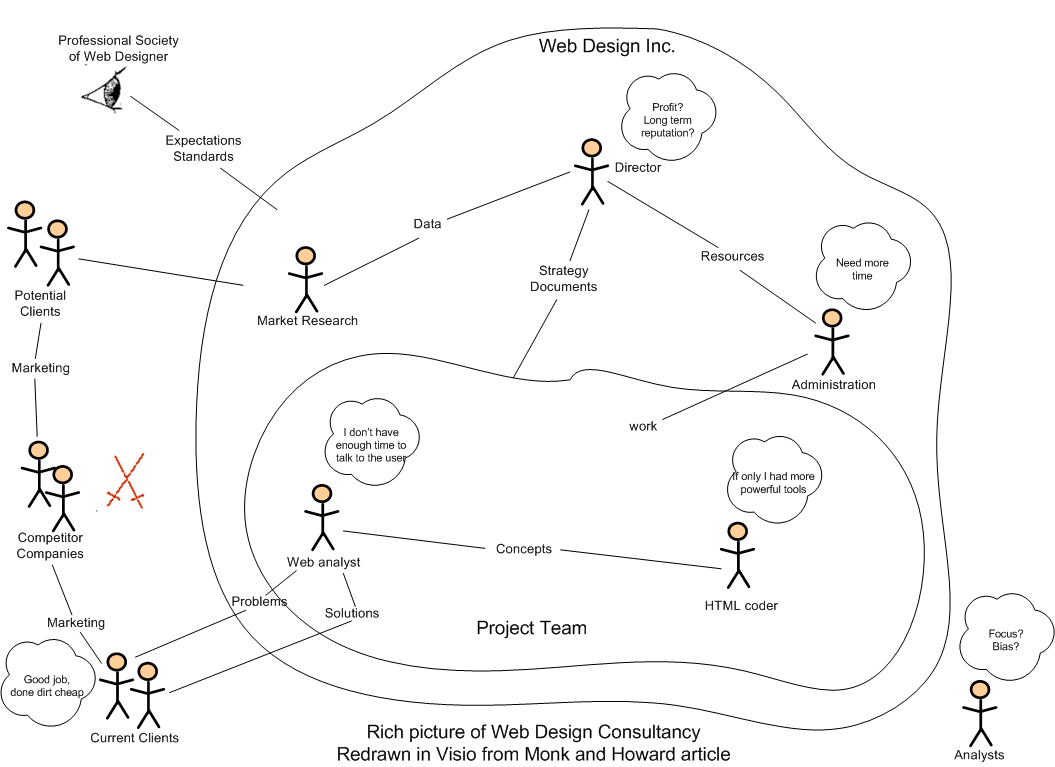 Professional Society
of Web Designer
Web Design Inc.
Profit?
Long term
reputation?
Expectations
Standards
Director
Data
Resources
Need more
time
Strategy
Documents
Potential
Clients
Market Research
Marketing
Administration
work
I don't have
enough time to
talk to the user
If only I had more
powerful tools
Competitor
Companies
Concepts
Web analyst
HTML coder
Problems
Solutions
Marketing
Project Team
Focus?
Bias?
Good job,
done dirt cheap
Current Clients
Rich picture of Web Design Consultancy
Redrawn in Visio from Monk and Howard article
Analysts